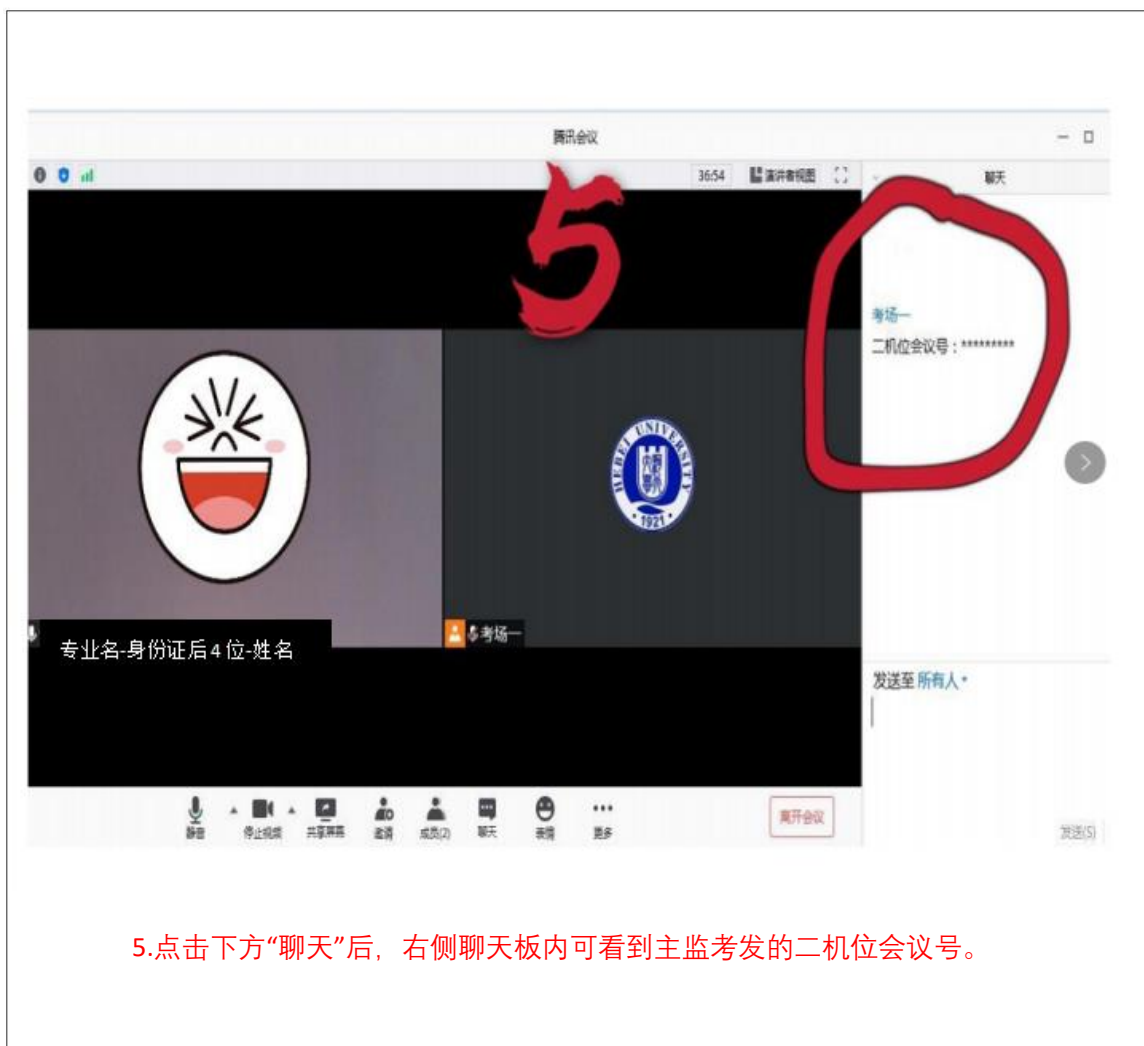 腾讯会议
36:54
演讲者视图
聊天
5
考场一
二机位会议号：*********
HEBEI UNIVERSITY
1921
专业名-身份证后4位-姓名
考场一
发送至 所有人
静音
停止视频
共享屏幕
邀请
成员(2)
聊天
表情
更多
离开会议
发送(S)
5.点击下方“聊天”后，右侧聊天板内可看到主监考发的二机位会议号。